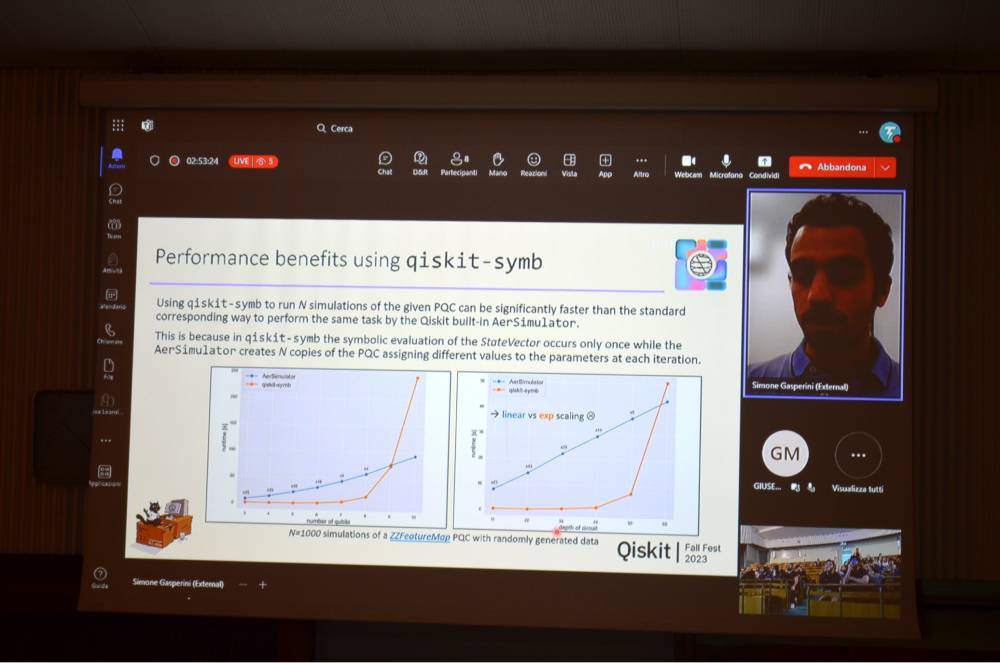 Cerca
02:53:24 LIVE 5
Chat D&R Partecipanti 8 Mano Reazioni Vista App Altro Webcam Microfono Condividi Abbandona
Chat
Team
Attività
Calendario
Chiamate
File
Performance benefits using qiskit-symb
Using qiskit-symb to run N simulations of the given PQC can be significantly faster than the standard
corresponding way to perform the same task by the Qiskit built-in AerSimulator.
This is because in qiskit-symb the symbolic evaluation of the StateVector occurs only once while the
AerSimulator creates N copies of the PQC assigning different values to the parameters at each iteration.
AerSimulator
qiskit-symb
runtime [s]
number of qubits
AerSimulator
qiskit-symb
→ linear vs exp scaling ☹
runtime [s]
depth of circuit
N=1000 simulations of a ZZFeatureMap PQC with randomly generated data
Qiskit | Fall Fest
2023
Simone Gasperini (External)
GM
GIUSE...
Visualizza tutti
Applicazioni
Guida
Simone Gasperini (External)